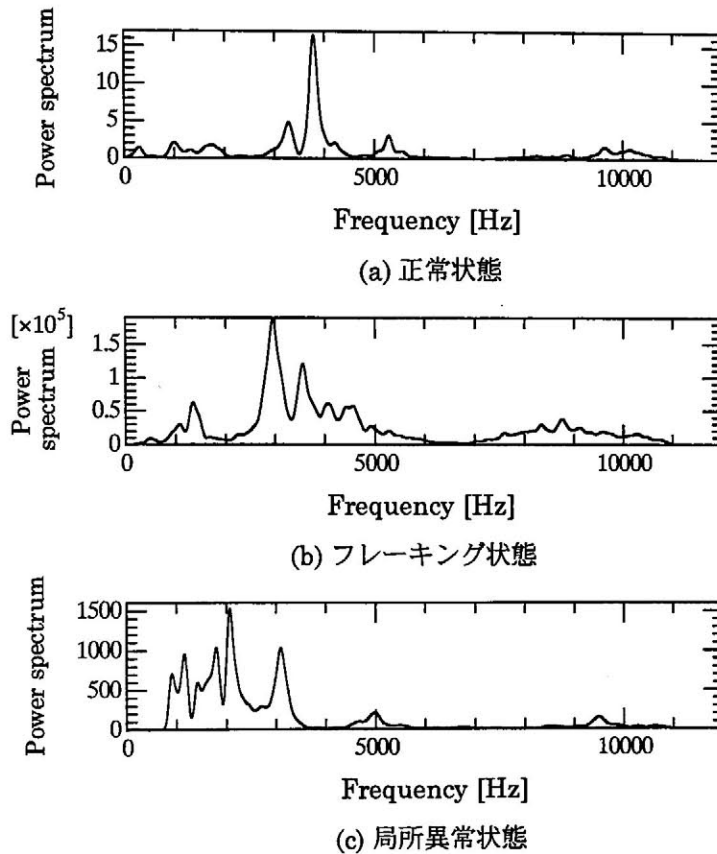 Power spectrum
15
10
5
0
0
5000
10000
Frequency [Hz]
(a) 正常状態
[×10⁵]
Power
spectrum
1.5
1
0.5
0
0
5000
10000
Frequency [Hz]
(b) フレーキング状態
Power spectrum
1500
1000
500
0
0
5000
10000
Frequency [Hz]
(c) 局所異常状態